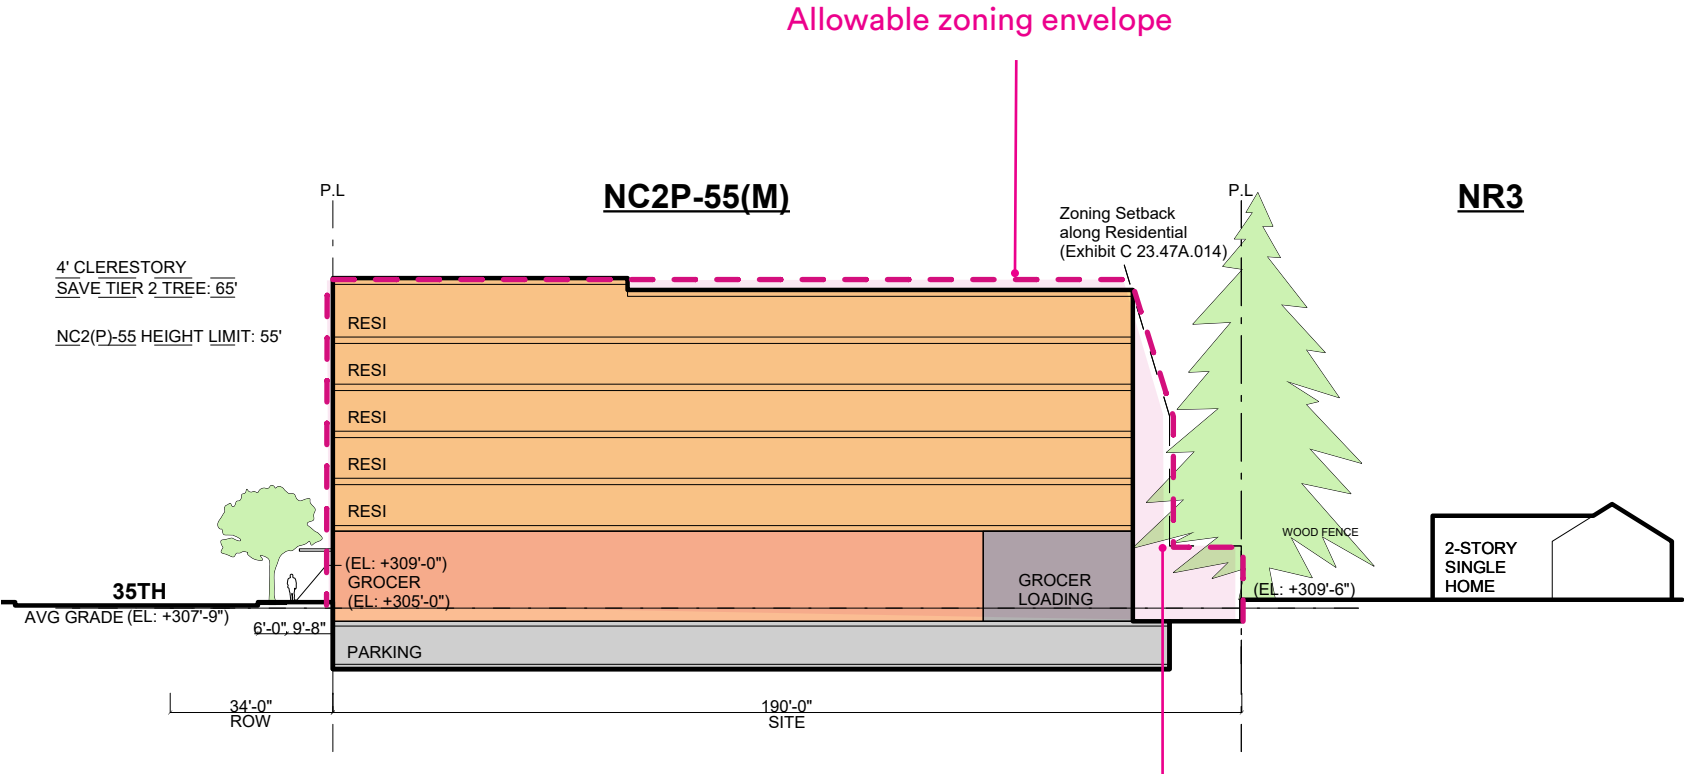 Allowable zoning envelope
P.L
NC2P-55(M)
P.L
NR3
Zoning Setback
along Residential
(Exhibit C 23.47A.014)
4' CLERESTORY
SAVE TIER 2 TREE: 65'
NC2(P)-55 HEIGHT LIMIT: 55'
RESI
RESI
RESI
RESI
RESI
WOOD FENCE
2-STORY
SINGLE
HOME
(EL: +309'-0")
GROCER
(EL: +305'-0")
GROCER
LOADING
(EL: +309'-6")
35TH
AVG GRADE (EL: +307'-9")
6'-0", 9'-8"
PARKING
34'-0"
ROW
190'-0"
SITE